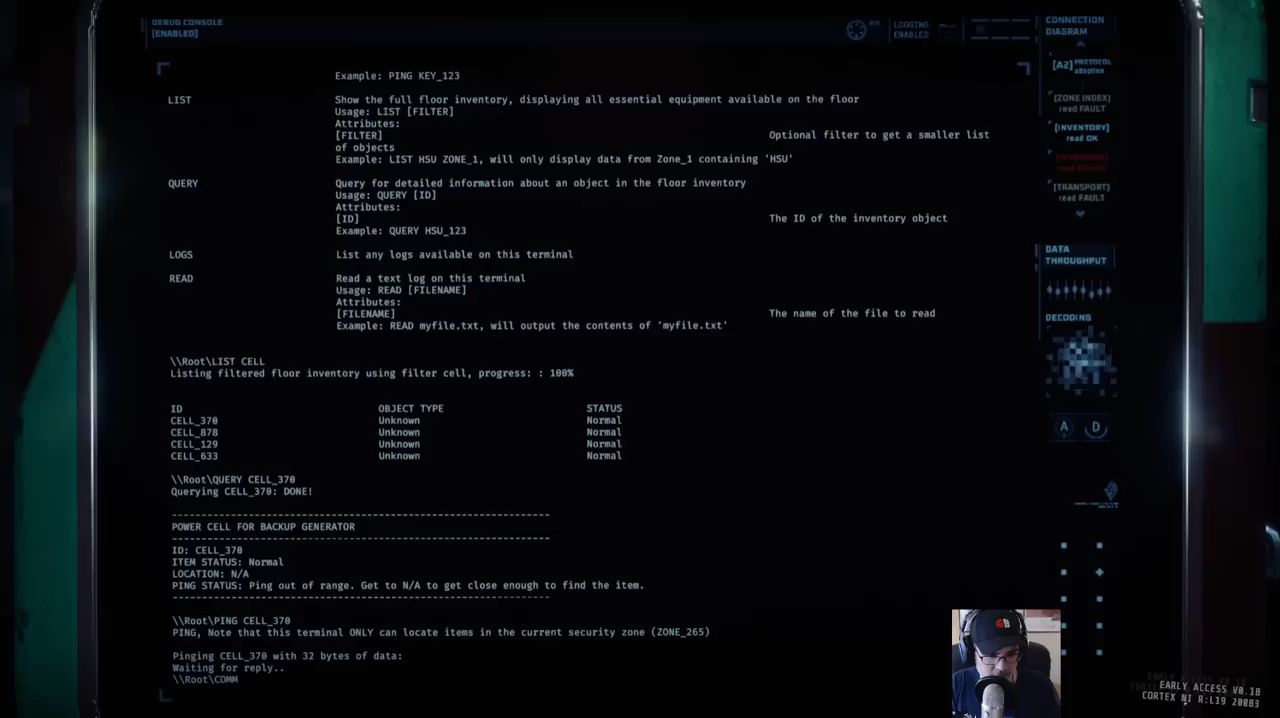 DEBUG CONSOLE
[ENABLED]
LOGGING
ENABLED
CONNECTION
DIAGRAM
[A2] PROTOCOL
adaption
[ZONE INDEX]
read FAULT
[INVENTORY]
read OK
[TRANSPORT]
read FAULT
DATA
THROUGHPUT
DECODING
A D
Example: PING KEY_123
LIST Show the full floor inventory, displaying all essential equipment available on the floor
Usage: LIST [FILTER]
Attributes:
[FILTER] Optional filter to get a smaller list
of objects
Example: LIST HSU ZONE_1, will only display data from Zone_1 containing 'HSU'
QUERY Query for detailed information about an object in the floor inventory
Usage: QUERY [ID]
Attributes:
[ID] The ID of the inventory object
Example: QUERY HSU_123
LOGS List any logs available on this terminal
READ Read a text log on this terminal
Usage: READ [FILENAME]
Attributes:
[FILENAME] The name of the file to read
Example: READ myfile.txt, will output the contents of 'myfile.txt'
\\Root\LIST CELL
Listing filtered floor inventory using filter cell, progress: : 100%
ID OBJECT TYPE STATUS
CELL_370 Unknown Normal
CELL_878 Unknown Normal
CELL_129 Unknown Normal
CELL_633 Unknown Normal
\\Root\QUERY CELL_370
Querying CELL_370: DONE!
POWER CELL FOR BACKUP GENERATOR
ID: CELL_370
ITEM STATUS: Normal
LOCATION: N/A
PING STATUS: Ping out of range. Get to N/A to get close enough to find the item.
\\Root\PING CELL_370
PING, Note that this terminal ONLY can locate items in the current security zone (ZONE_265)
Pinging CELL_370 with 32 bytes of data:
Waiting for reply..
\\Root\COMM
EARLY ACCESS V0.10
CORTEX NI R:L19 20083